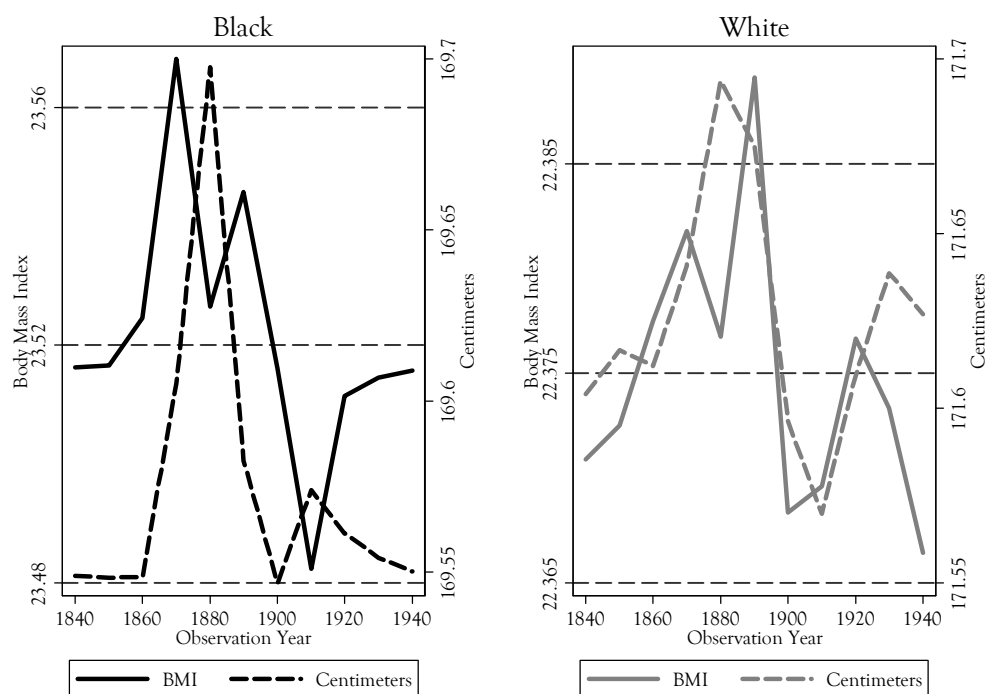 Black
White
23.56
23.52
23.48
Body Mass Index
169.7
169.65
169.6
169.55
Centimeters
1840 1860 1880 1900 1920 1940
Observation Year
BMI Centimeters
22.385
22.375
22.365
Body Mass Index
171.7
171.65
171.6
171.55
Centimeters
1840 1860 1880 1900 1920 1940
Observation Year
BMI Centimeters